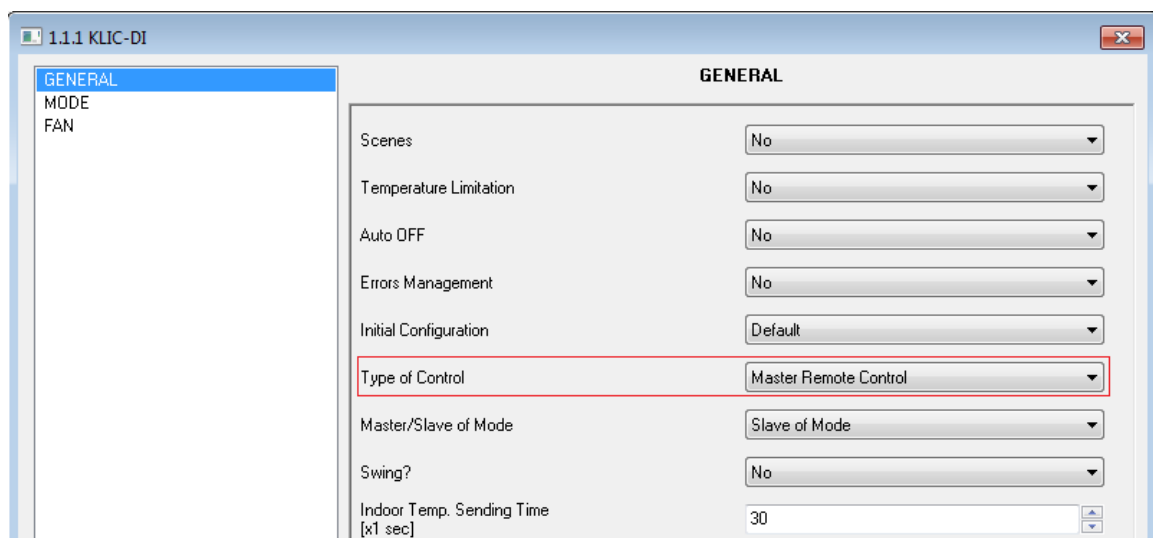 1.1.1 KLIC-DI
GENERAL
MODE
FAN
GENERAL
Scenes No
Temperature Limitation No
Auto OFF No
Errors Management No
Initial Configuration Default
Type of Control Master Remote Control
Master/Slave of Mode Slave of Mode
Swing? No
Indoor Temp. Sending Time
[x1 sec] 30